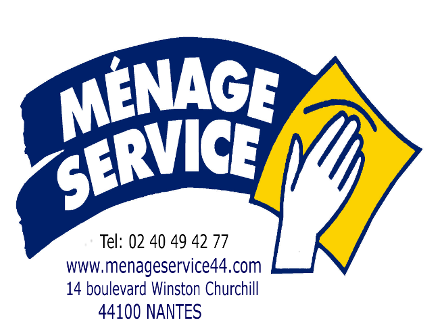 MÉNAGE
SERVICE
Tel: 02 40 49 42 77
www.menageservice44.com
14 boulevard Winston Churchill
44100 NANTES